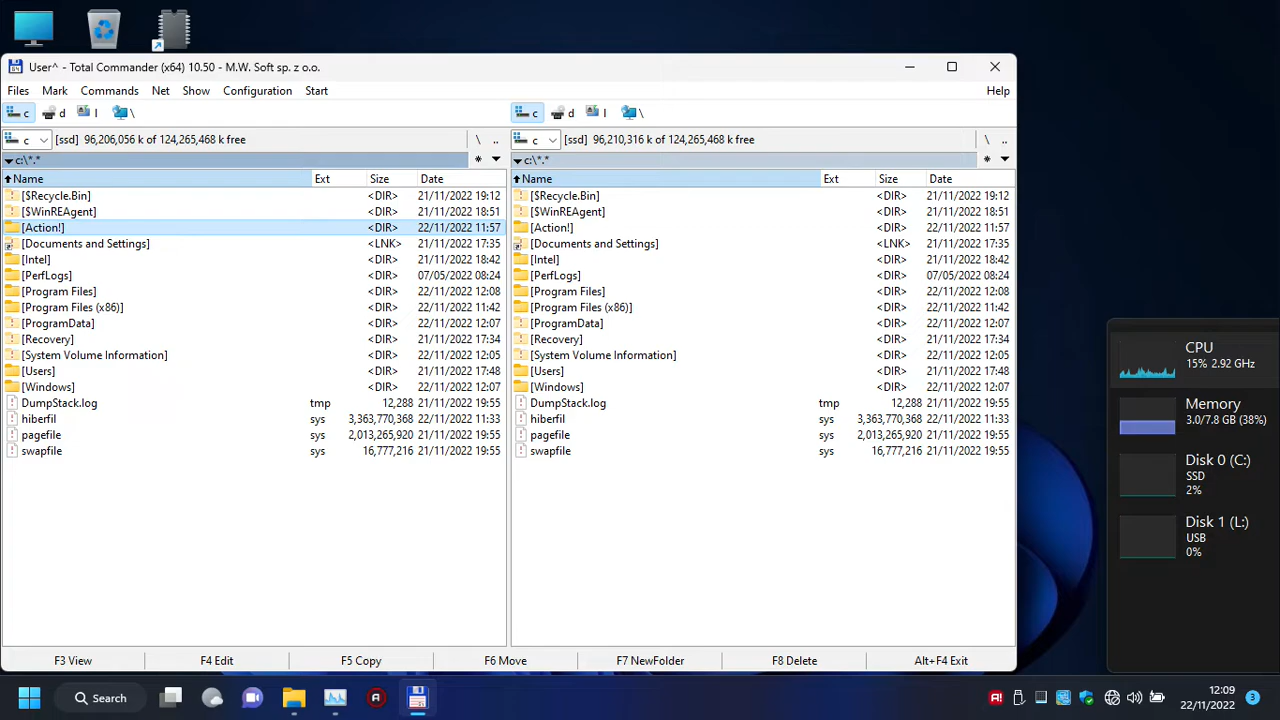 User^ - Total Commander (x64) 10.50 - M.W. Soft sp. z o.o.
Files Mark Commands Net Show Configuration Start Help
c d l \ c d l \
c [ssd] 96,206,056 k of 124,265,468 k free \ .. c [ssd] 96,210,316 k of 124,265,468 k free \ ..
c:\*.* * c:\*.* *
Name Ext Size Date Name Ext Size Date
[$Recycle.Bin] <DIR> 21/11/2022 19:12 [$Recycle.Bin] <DIR> 21/11/2022 19:12
[$WinREAgent] <DIR> 21/11/2022 18:51 [$WinREAgent] <DIR> 21/11/2022 18:51
[Action!] <DIR> 22/11/2022 11:57 [Action!] <DIR> 22/11/2022 11:57
[Documents and Settings] <LNK> 21/11/2022 17:35 [Documents and Settings] <LNK> 21/11/2022 17:35
[Intel] <DIR> 21/11/2022 18:42 [Intel] <DIR> 21/11/2022 18:42
[PerfLogs] <DIR> 07/05/2022 08:24 [PerfLogs] <DIR> 07/05/2022 08:24
[Program Files] <DIR> 22/11/2022 12:08 [Program Files] <DIR> 22/11/2022 12:08
[Program Files (x86)] <DIR> 22/11/2022 11:42 [Program Files (x86)] <DIR> 22/11/2022 11:42
[ProgramData] <DIR> 22/11/2022 12:07 [ProgramData] <DIR> 22/11/2022 12:07
[Recovery] <DIR> 21/11/2022 17:34 [Recovery] <DIR> 21/11/2022 17:34
[System Volume Information] <DIR> 22/11/2022 12:05 [System Volume Information] <DIR> 22/11/2022 12:05
[Users] <DIR> 21/11/2022 17:48 [Users] <DIR> 21/11/2022 17:48
[Windows] <DIR> 22/11/2022 12:07 [Windows] <DIR> 22/11/2022 12:07
DumpStack.log tmp 12,288 21/11/2022 19:55 DumpStack.log tmp 12,288 21/11/2022 19:55
hiberfil sys 3,363,770,368 22/11/2022 11:33 hiberfil sys 3,363,770,368 22/11/2022 11:33
pagefile sys 2,013,265,920 21/11/2022 19:55 pagefile sys 2,013,265,920 21/11/2022 19:55
swapfile sys 16,777,216 21/11/2022 19:55 swapfile sys 16,777,216 21/11/2022 19:55
F3 View F4 Edit F5 Copy F6 Move F7 NewFolder F8 Delete Alt+F4 Exit
CPU
15% 2.92 GHz
Memory
3.0/7.8 GB (38%)
Disk 0 (C:)
SSD
2%
Disk 1 (L:)
USB
0%
Search
12:09
22/11/2022
3